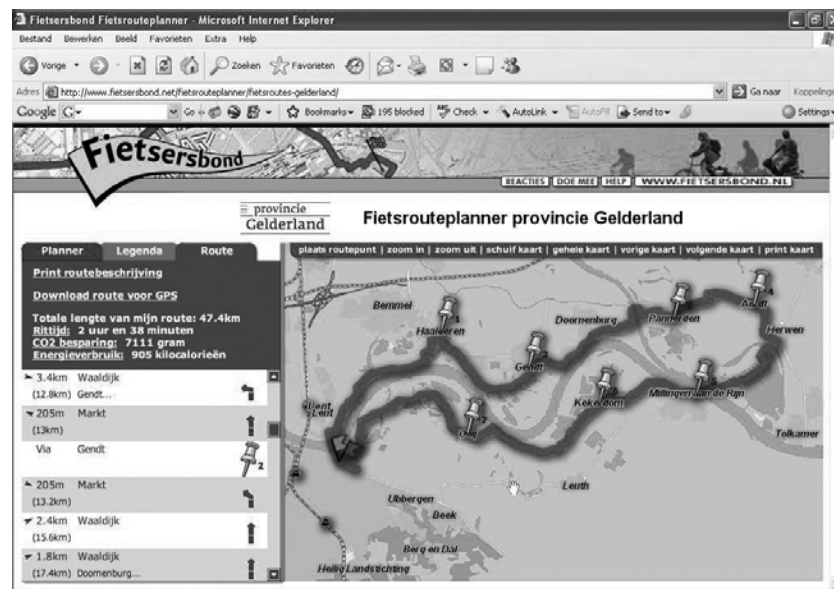 Fietsersbond Fietsrouteplanner - Microsoft Internet Explorer
Bestand Bewerken Beeld Favorieten Extra Help
Vorige Zoeken Favorieten
Adres http://www.fietsersbond.net/fietsrouteplanner/fietsroutes-gelderland/ Ga naar Koppelingen
Google G Go Bookmarks 195 blocked Check AutoLink AutoFill Send to Settings
Fietsersbond
REACTIES DOE MEE HELP WWW.FIETSERSBOND.NL
provincie
Gelderland
Fietsrouteplanner provincie Gelderland
Planner Legenda Route
plaats routepunt | zoom in | zoom uit | schuif kaart | gehele kaart | vorige kaart | volgende kaart | print kaart
Print routebeschrijving
Download route voor GPS
Totale lengte van mijn route: 47.4km
Rittijd: 2 uur en 38 minuten
CO2 besparing: 7111 gram
Energieverbruik: 905 kilocalorieën
3.4km Waaldijk
(12.8km) Gendt...
205m Markt
(13km)
Via Gendt
2
205m Markt
(13.2km)
2.4km Waaldijk
(15.6km)
1.8km Waaldijk
(17.4km) Doornenburg...
Bemmel
Haalderen
1
Doornenburg
Pannerden
Aerdt
4
Herwen
Gendt
2
Kekerdom
Millingen aan de Rijn
Lent
Ooij
7
Tolkamer
Leuth
Ubbergen
Beek
Berg en Dal
Heilig Landstichting